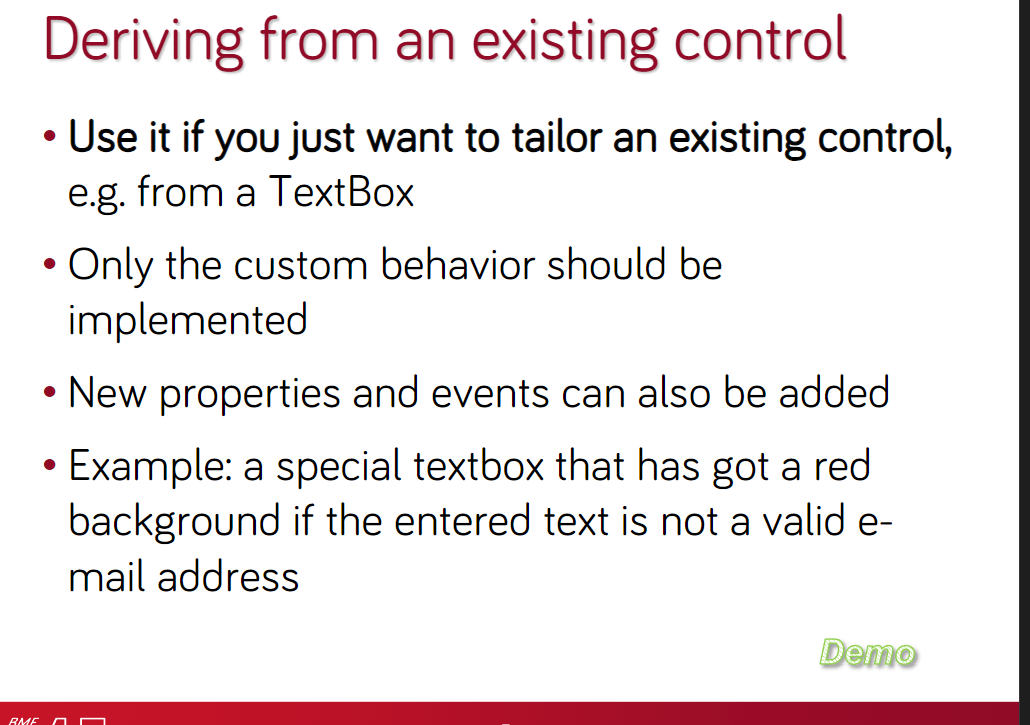 Deriving from an existing control
• Use it if you just want to tailor an existing control,
e.g. from a TextBox
• Only the custom behavior should be
implemented
• New properties and events can also be added
• Example: a special textbox that has got a red
background if the entered text is not a valid e-
mail address
Demo